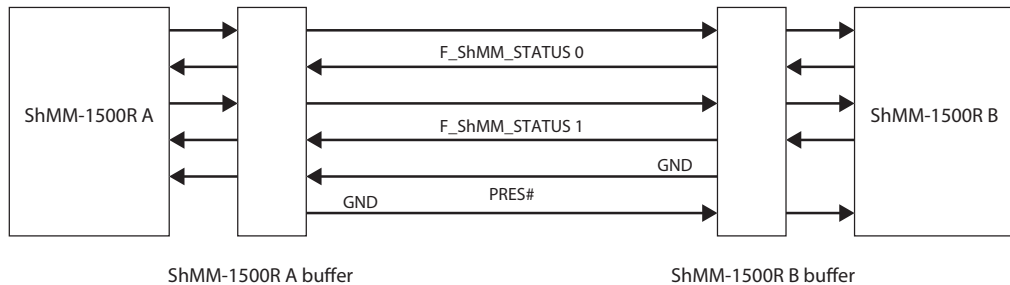 F_ShMM_STATUS 0
ShMM-1500R A
ShMM-1500R B
F_ShMM_STATUS 1
GND
PRES#
GND
ShMM-1500R A buffer
ShMM-1500R B buffer